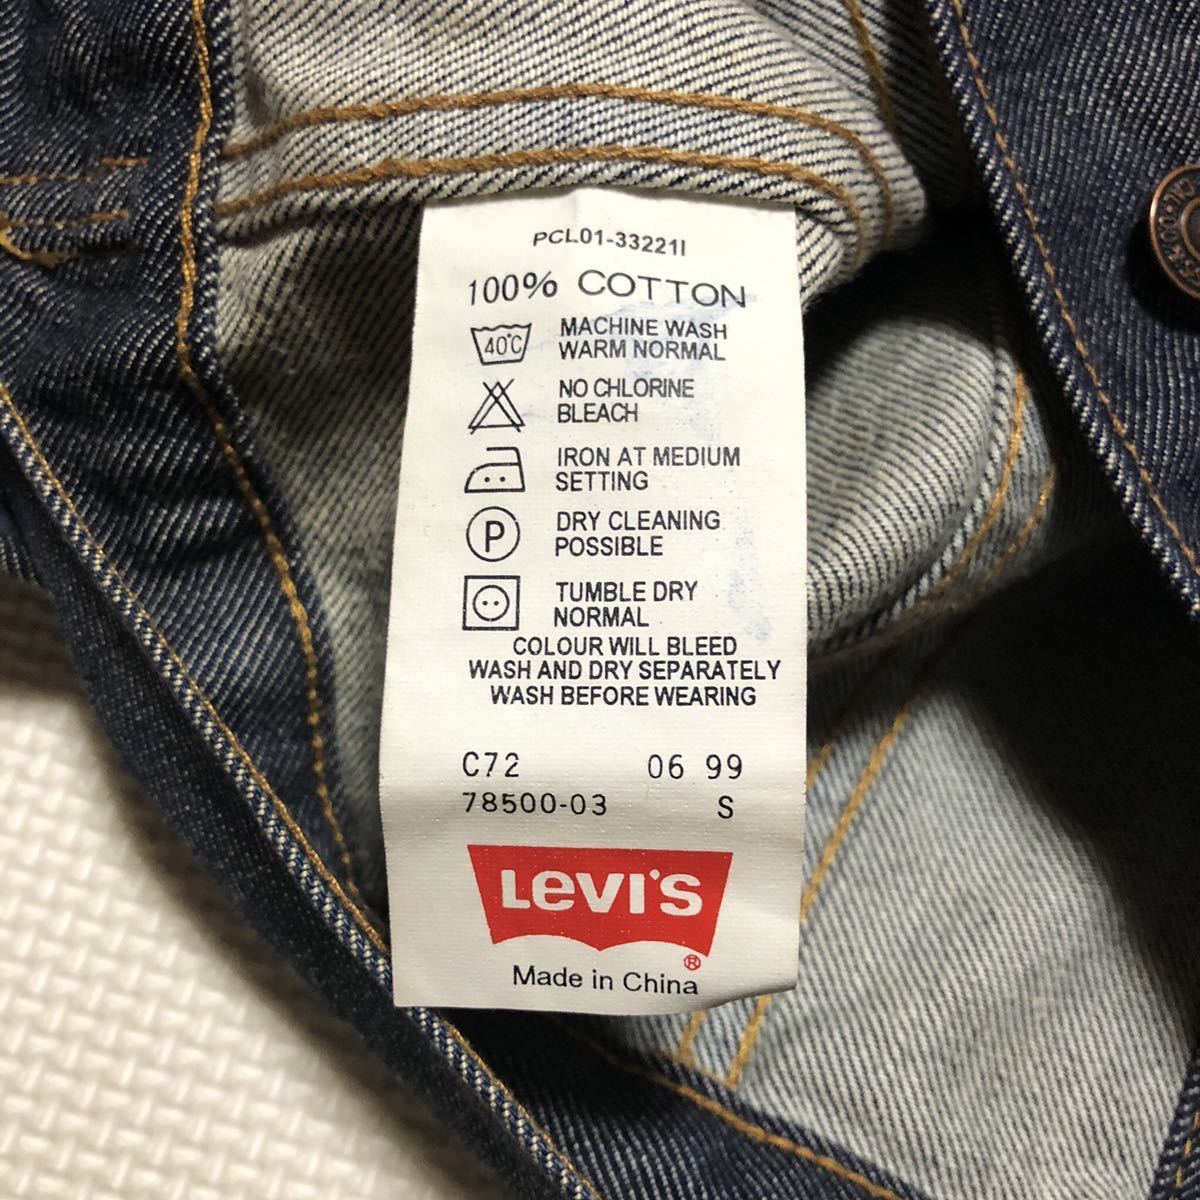 PCL01-33221I
100% COTTON
40°C
MACHINE WASH
WARM NORMAL
NO CHLORINE
BLEACH
IRON AT MEDIUM
SETTING
P
DRY CLEANING
POSSIBLE
TUMBLE DRY
NORMAL
COLOUR WILL BLEED
WASH AND DRY SEPARATELY
WASH BEFORE WEARING
C72 06 99
78500-03 S
LEVI'S
®
Made in China